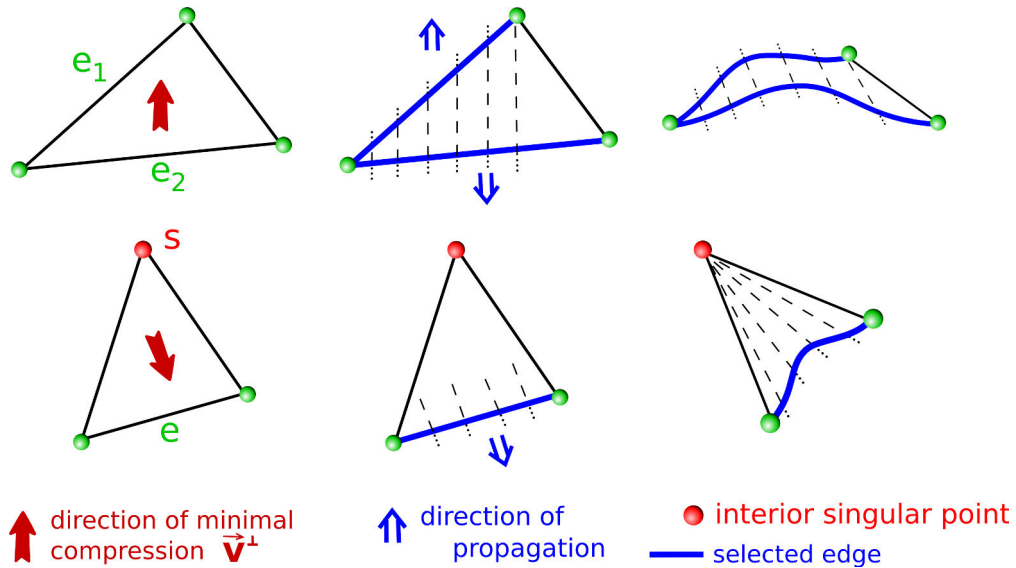 e1
e2
s
e
direction of minimal
compression V⊥
direction of
propagation
interior singular point
selected edge